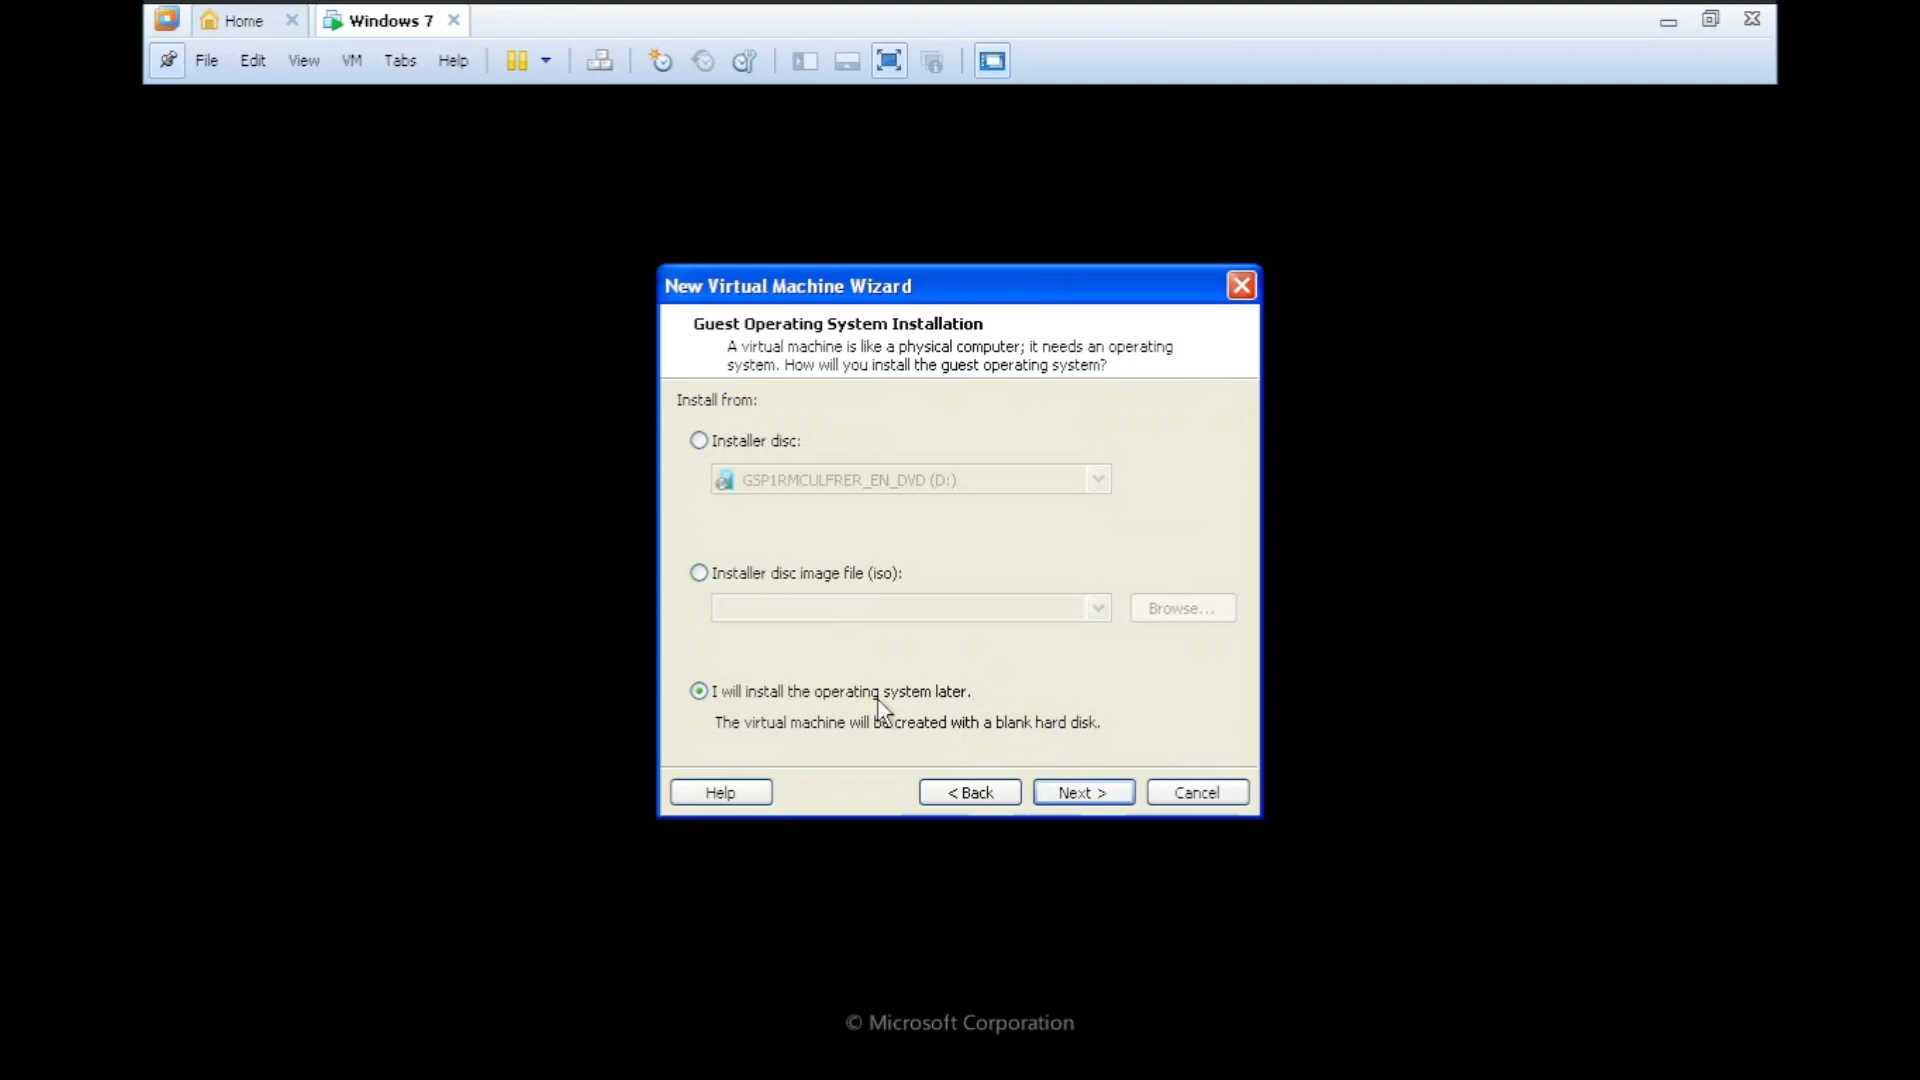 Home
Windows 7
File Edit View VM Tabs Help
New Virtual Machine Wizard
Guest Operating System Installation
A virtual machine is like a physical computer; it needs an operating
system. How will you install the guest operating system?
Install from:
Installer disc:
GSP1RMCULFRER_EN_DVD (D:)
Installer disc image file (iso):
Browse...
I will install the operating system later.
The virtual machine will be created with a blank hard disk.
Help < Back Next > Cancel
© Microsoft Corporation